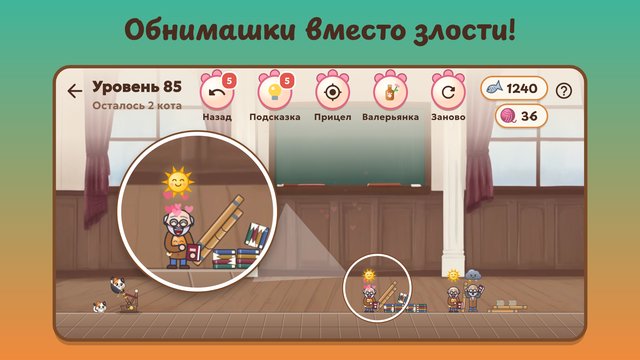 Обнимашки вместо злости!
Уровень 85
Осталось 2 кота
5
5
Назад
Подсказка
Прицел
Валерьянка
Заново
1240
36
?